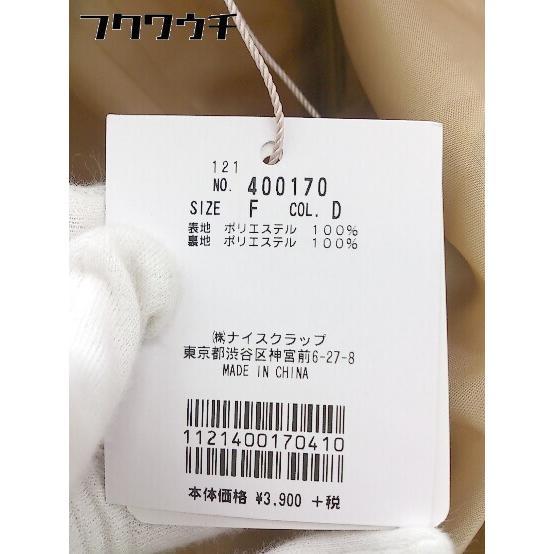 フクワウチ
121
NO. 400170
SIZE F COL. D
表地 ポリエステル 100%
裏地 ポリエステル 100%
㈱ナイスクラップ
東京都渋谷区神宮前6-27-8
MADE IN CHINA
1121400170410
本体価格 ¥3,900 +税